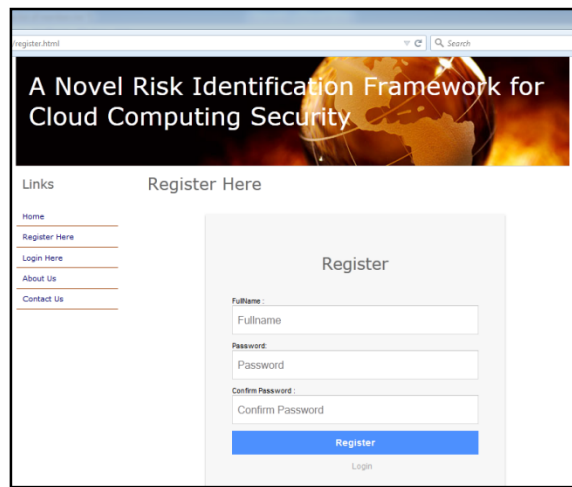 /register.html
Search
A Novel Risk Identification Framework for
Cloud Computing Security
Links
Register Here
Home
Register Here
Login Here
About Us
Contact Us
Register
FullName :
Fullname
Password:
Password
Confirm Password :
Confirm Password
Register
Login